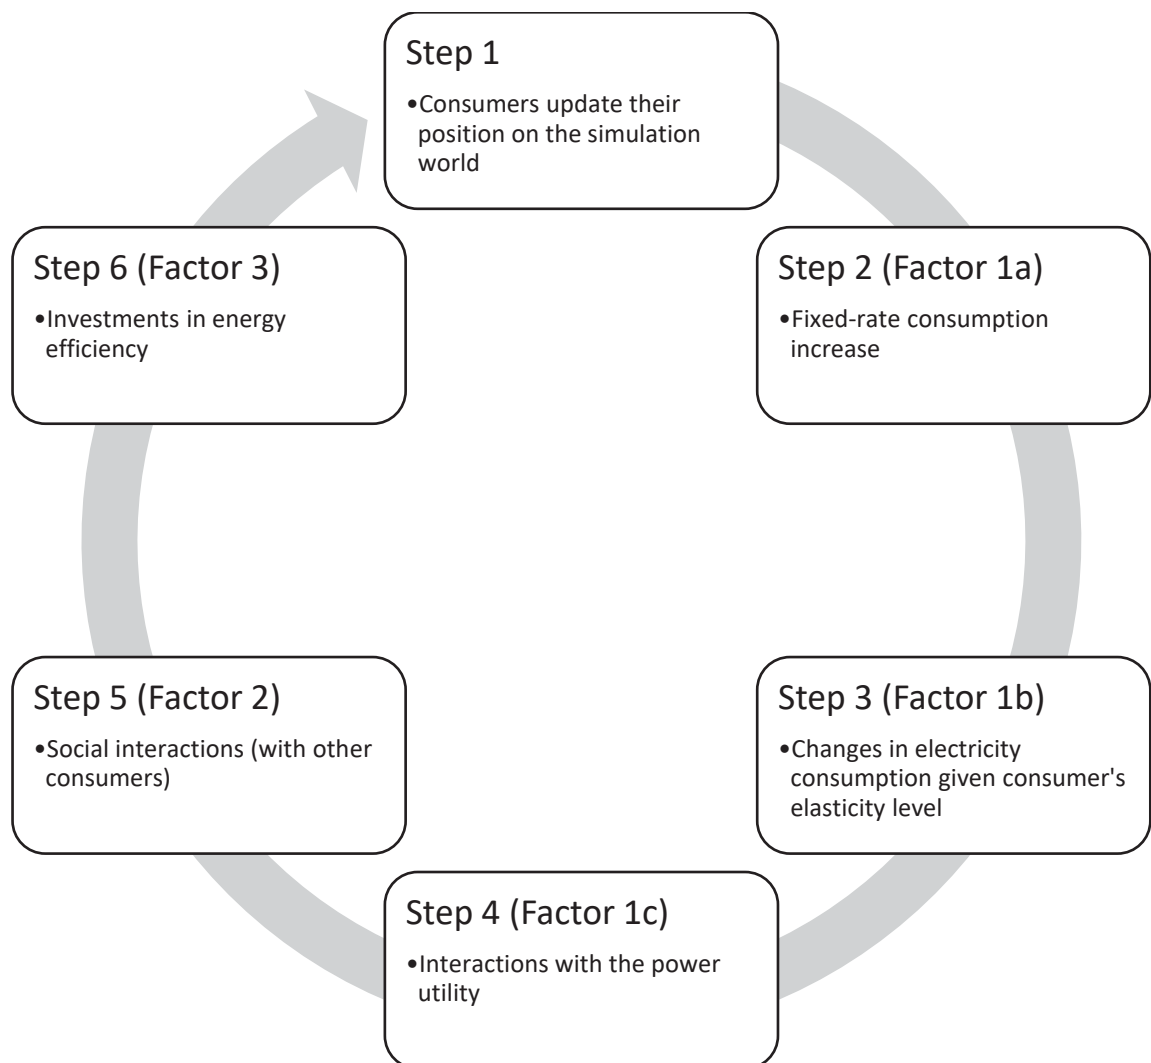 Step 1
•Consumers update their
position on the simulation
world
Step 2 (Factor 1a)
•Fixed-rate consumption
increase
Step 3 (Factor 1b)
•Changes in electricity
consumption given consumer's
elasticity level
Step 4 (Factor 1c)
•Interactions with the power
utility
Step 5 (Factor 2)
•Social interactions (with other
consumers)
Step 6 (Factor 3)
•Investments in energy
efficiency